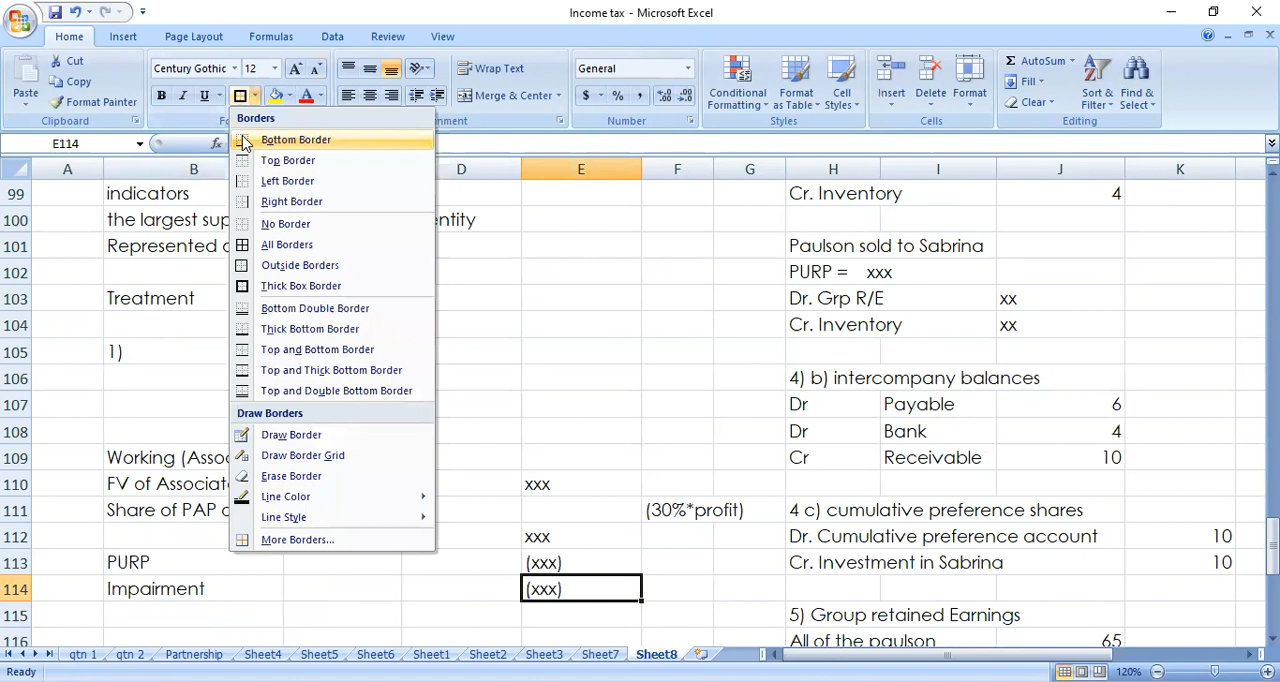 Income tax - Microsoft Excel
Home Insert Page Layout Formulas Data Review View
Paste
Cut
Copy
Format Painter
Clipboard
Century Gothic 12
B I U
Wrap Text
Merge & Center
General
$ % ,
Number
Conditional Formatting
Format as Table
Cell Styles
Styles
Insert Delete Format
Cells
Σ AutoSum
Fill
Clear
Sort & Filter
Find & Select
Editing
E114
fx
Borders
Bottom Border
Top Border
Left Border
Right Border
No Border
All Borders
Outside Borders
Thick Box Border
Bottom Double Border
Thick Bottom Border
Top and Bottom Border
Top and Thick Bottom Border
Top and Double Bottom Border
Draw Borders
Draw Border
Draw Border Grid
Erase Border
Line Color
Line Style
More Borders...
A B D E F G H I J K
99 indicators Cr. Inventory 4
100 the largest
101 Represented Paulson sold to Sabrina
102 PURP = xxx
103 Treatment Dr. Grp R/E xx
104 Cr. Inventory xx
105 1)
106 4) b) intercompany balances
107 Dr Payable 6
108 Dr Bank 4
109 Working Cr Receivable 10
110 FV of xxx
111 Share of PAP (30%*profit) 4 c) cumulative preference shares
112 xxx Dr. Cumulative preference account 10
113 PURP (xxx) Cr. Investment in Sabrina 10
114 Impairment (xxx)
115 5) Group retained Earnings
116 All of the paulson 65
qtn 1 qtn 2 Partnership Sheet4 Sheet5 Sheet6 Sheet1 Sheet2 Sheet3 Sheet7 Sheet8
Ready 120%